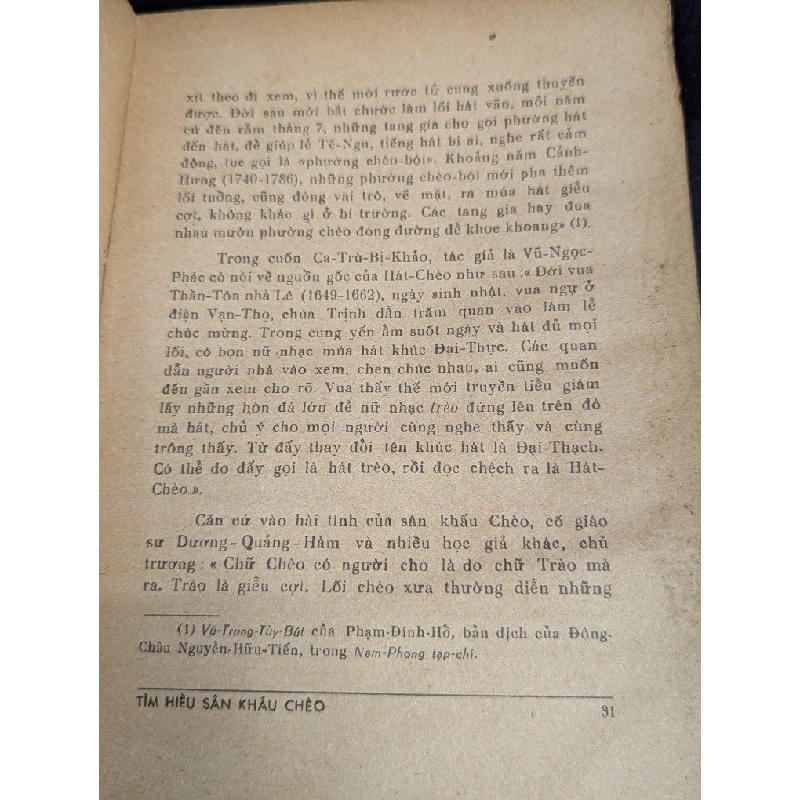 xít theo đi xem, vì thế mới rước tử cung xuống thuyền
được. Đời sau mới bắt chước làm lối hát vãn, mỗi năm
cứ đến rằm tháng 7, những tang gia cho gọi phường hát
đến hát, để giúp lễ Tế-Ngu, tiếng hát bi ai, nghe rất cảm
động, tục gọi là «phường chèo-bội». Khoảng năm Cảnh-
Hưng (1740-1786), những phường chèo-bội mới pha thêm
lối tuồng, cũng đóng vai trò, vẽ mặt, ra múa hát giễu
cợt, không khác gì ở hí trường. Các tang gia hay đua
nhau mướn phường chèo đóng đường để khoe khoang» (1).
Trong cuốn Ca-Trù-Bị-Khảo, tác giả là Vũ-Ngọc-
Phác có nói về nguồn gốc của Hát-Chèo như sau : « Đời vua
Thần-Tôn nhà Lê (1649-1662), ngày sinh nhật, vua ngự ở
điện Vạn-Thọ, chúa Trịnh dẫn trăm quan vào làm lễ
chúc mừng. Trong cung yến ẩm suốt ngày và hát đủ mọi
lối, có bọn nữ nhạc múa hát khúc Đại-Thực. Các quan
dẫn người nhà vào xem, chen chúc nhau, ai cũng muốn
đến gần xem cho rõ. Vua thấy thế mới truyền tiểu giám
lấy những hòn đá lớn để nữ nhạc trèo đứng lên trên đó
mà hát, chủ ý cho mọi người cùng nghe thấy và cùng
trông thấy. Từ đấy thay đổi tên khúc hát là Đại-Thạch.
Có thể do đấy gọi là hát trèo, rồi đọc chệch ra là Hát-
Chèo.».
Căn cứ vào hài tính của sân khấu Chèo, cố giáo
sư Dương-Quảng-Hàm và nhiều học giả khác, chủ
trương : « Chữ Chèo có người cho là do chữ Trào mà
ra. Trào là giễu cợt. Lối chèo xưa thường diễn những
(1) Vũ-Trung-Tùy-Bút của Phạm-Đình-Hổ, bản dịch của Đông-
Châu Nguyễn-Hữu-Tiến, trong Nam-Phong tạp-chí.
TÌM HIỂU SÂN KHẤU CHÈO
31